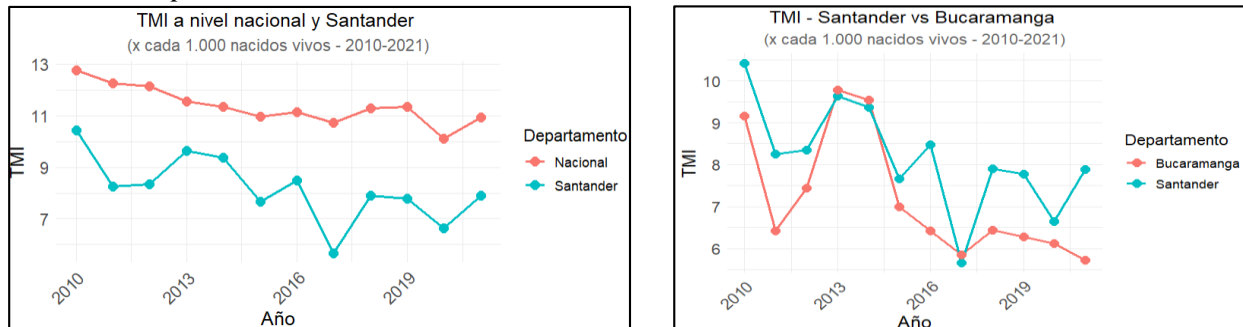 TMI a nivel nacional y Santander
(x cada 1.000 nacidos vivos - 2010-2021)
13
11
9
7
TMI
2010
2013
2016
2019
Año
Departamento
Nacional
Santander
TMI - Santander vs Bucaramanga
(x cada 1.000 nacidos vivos - 2010-2021)
10
9
8
7
6
TMI
2010
2013
2016
2019
Año
Departamento
Bucaramanga
Santander